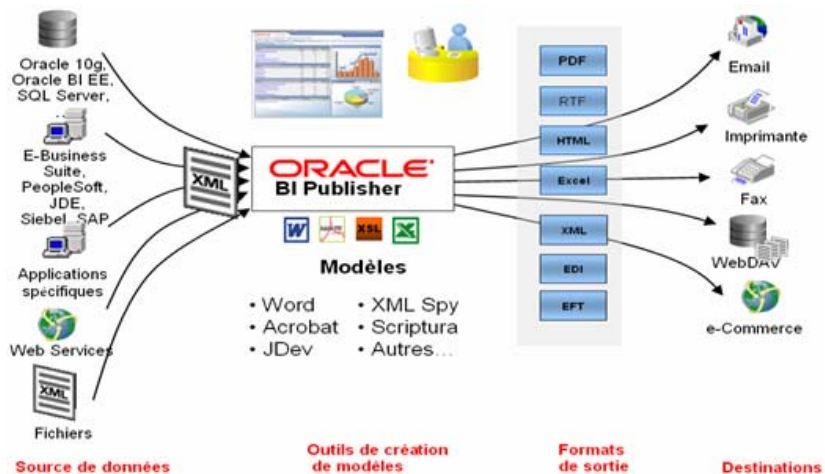 Oracle 10g,
Oracle BI EE,
SQL Server,
E-Business
Suite,
PeopleSoft,
JDE,
Siebel, SAP
Applications
spécifiques
Web Services
XML
Fichiers
Source de données
XML
ORACLE
BI Publisher
XSL
Modèles
• Word
• Acrobat
• JDev
• XML Spy
• Scriptura
• Autres...
Outils de création
de modèles
PDF
RTF
HTML
Excel
XML
EDI
EFT
Formats
de sortie
Email
Imprimante
Fax
WebDAV
e-Commerce
Destinations